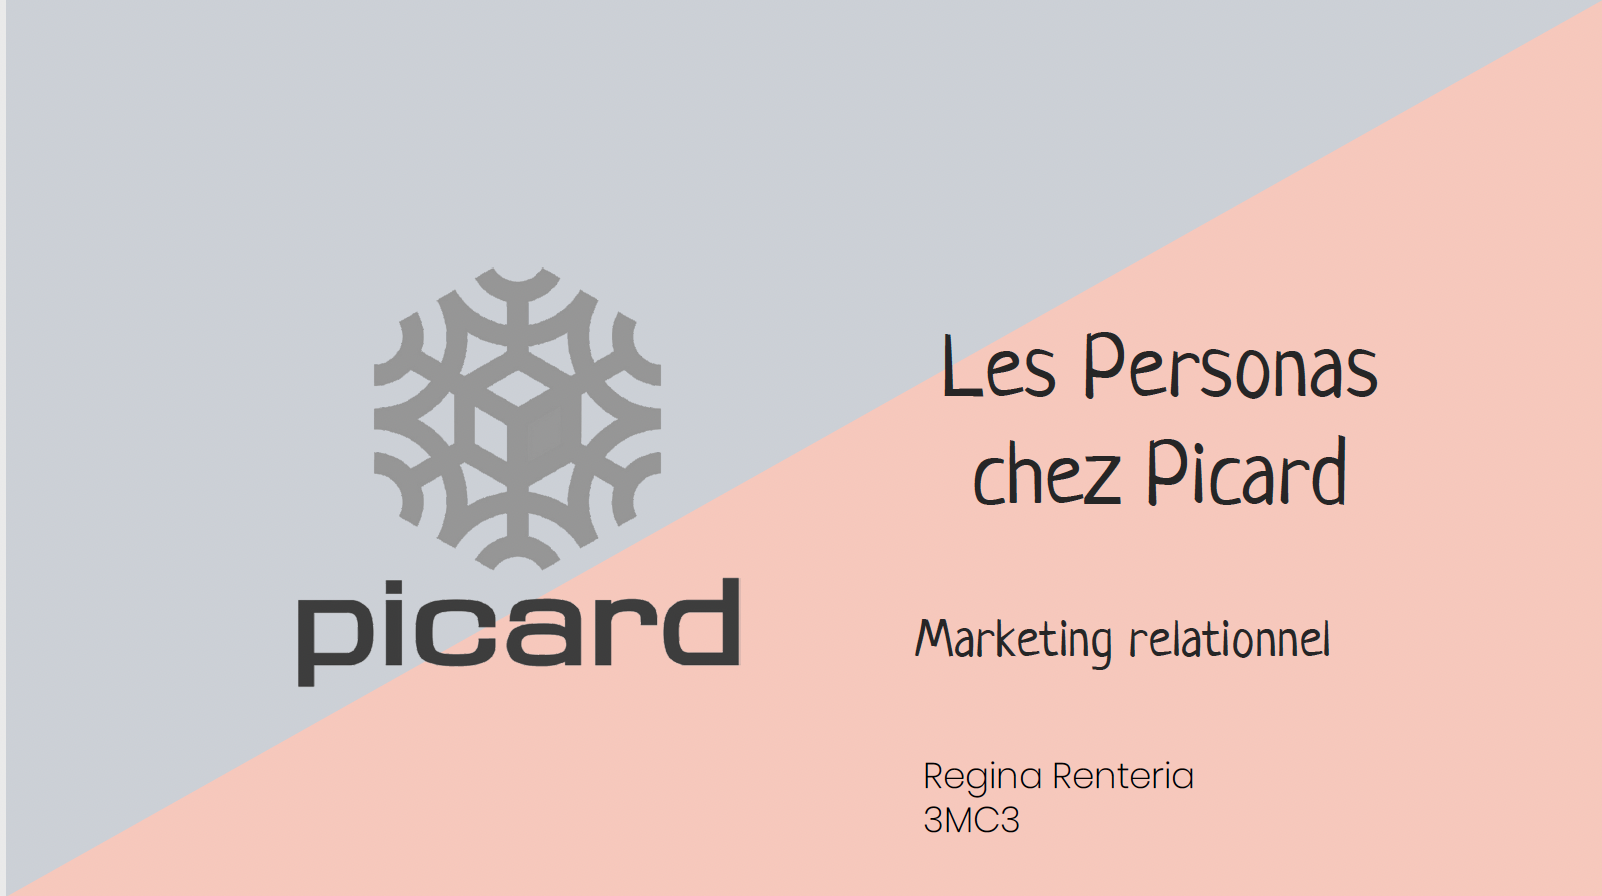 picard
Les Personas
chez Picard
Marketing relationnel
Regina Renteria
3MC3